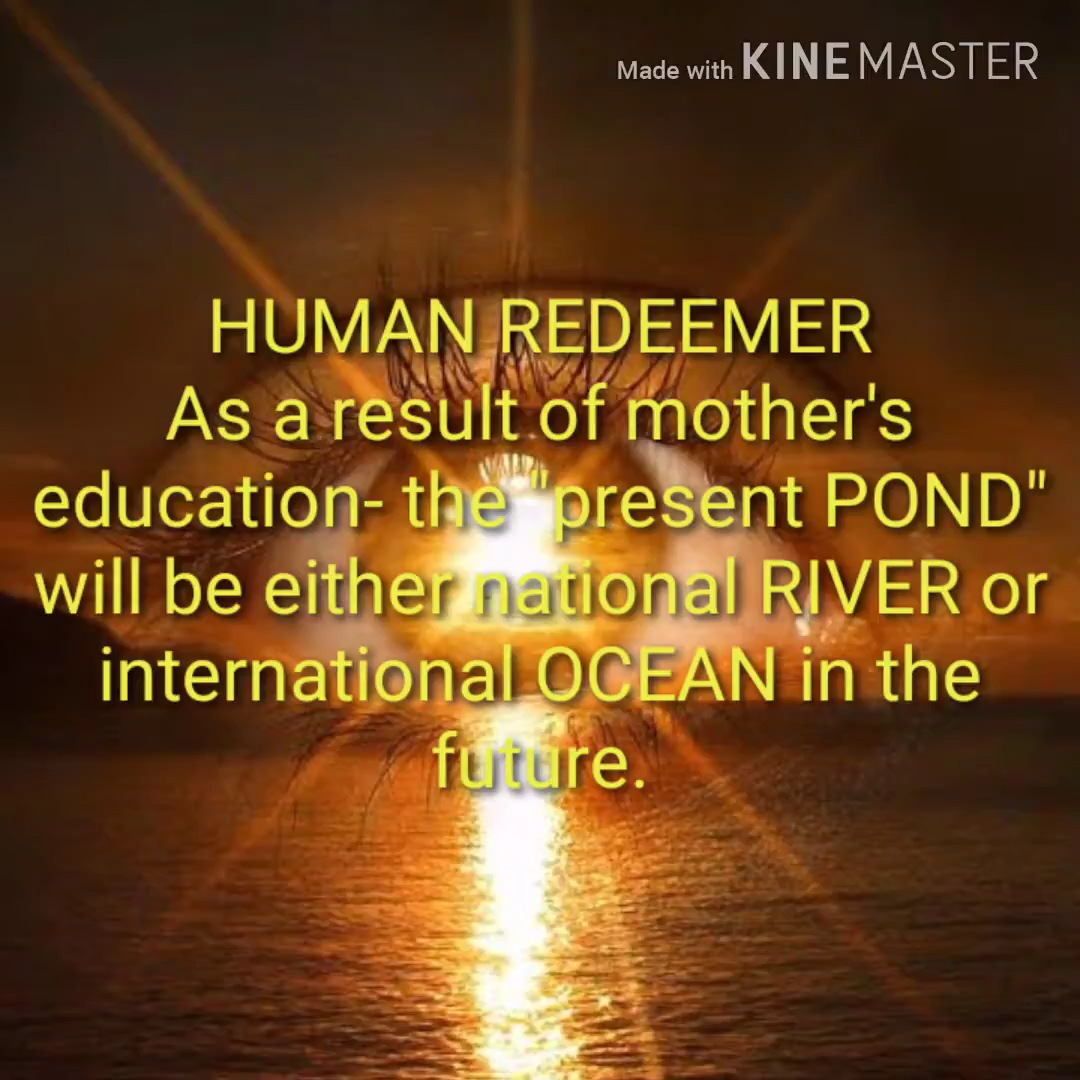 Made with KINEMASTER
HUMAN REDEEMER
As a result of mother's
education- the "present POND"
will be either national RIVER or
international OCEAN in the
future.